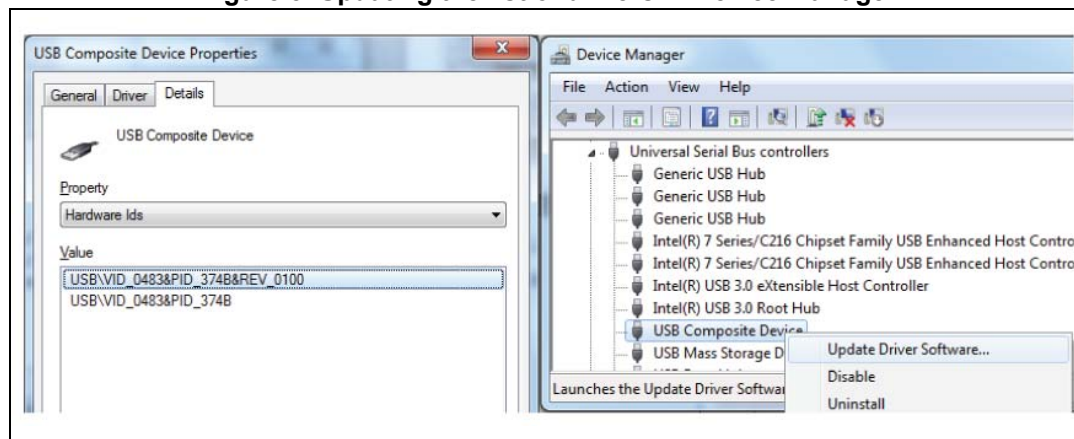 USB Composite Device Properties
General Driver Details
USB Composite Device
Property
Hardware Ids
Value
USB\VID_0483&PID_374B&REV_0100
USB\VID_0483&PID_374B
Device Manager
File Action View Help
Universal Serial Bus controllers
Generic USB Hub
Generic USB Hub
Generic USB Hub
Intel(R) 7 Series/C216 Chipset Family USB Enhanced Host Contro
Intel(R) 7 Series/C216 Chipset Family USB Enhanced Host Contro
Intel(R) USB 3.0 eXtensible Host Controller
Intel(R) USB 3.0 Root Hub
USB Composite Device
USB Mass Storage D
Launches the Update Driver Softwar
Update Driver Software...
Disable
Uninstall